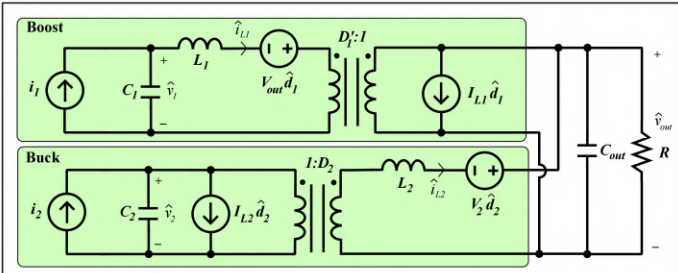 Boost
i1
C1
+
v̂1
−
L1
îL1
− +
Vout d̂1
D1':1
IL1 d̂1
Buck
i2
C2
+
v̂2
−
IL2 d̂2
1:D2
L2
îL2
− +
V2 d̂2
Cout
+
v̂out
−
R